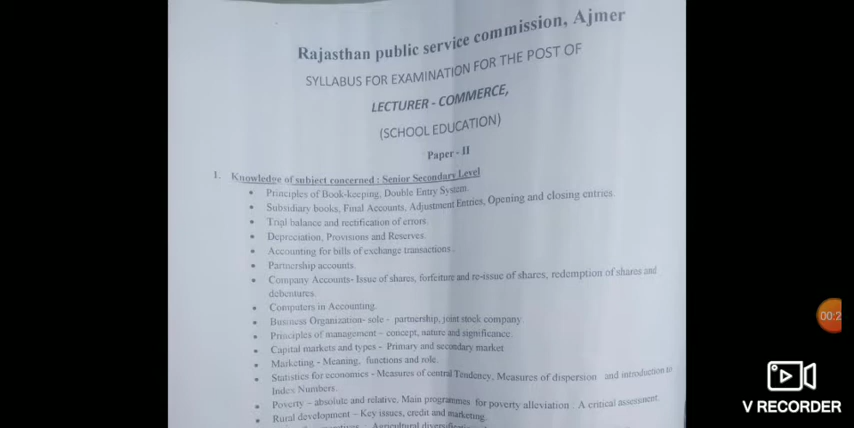 Rajasthan public service commission, Ajmer
SYLLABUS FOR EXAMINATION FOR THE POST OF
LECTURER - COMMERCE,
(SCHOOL EDUCATION)
Paper - II
1. Knowledge of subject concerned : Senior Secondary Level
• Principles of Book-keeping, Double Entry System.
• Subsidiary books, Final Accounts, Adjustment Entries, Opening and closing entries.
• Trial balance and rectification of errors.
• Depreciation, Provisions and Reserves.
• Accounting for bills of exchange transactions.
• Partnership accounts.
• Company Accounts- Issue of shares, forfeiture and re-issue of shares, redemption of shares and
debentures.
• Computers in Accounting.
• Business Organization- sole - partnership, joint stock company
• Principles of management – concept, nature and significance.
• Capital markets and types - Primary and secondary market
• Marketing - Meaning, functions and role.
• Statistics for economics - Measures of central Tendency, Measures of dispersion and introduction to
Index Numbers.
• Poverty – absolute and relative, Main programmes for poverty alleviation : A critical assessment.
• Rural development – Key issues, credit and marketing.
: Agricultural
00:2
V RECORDER